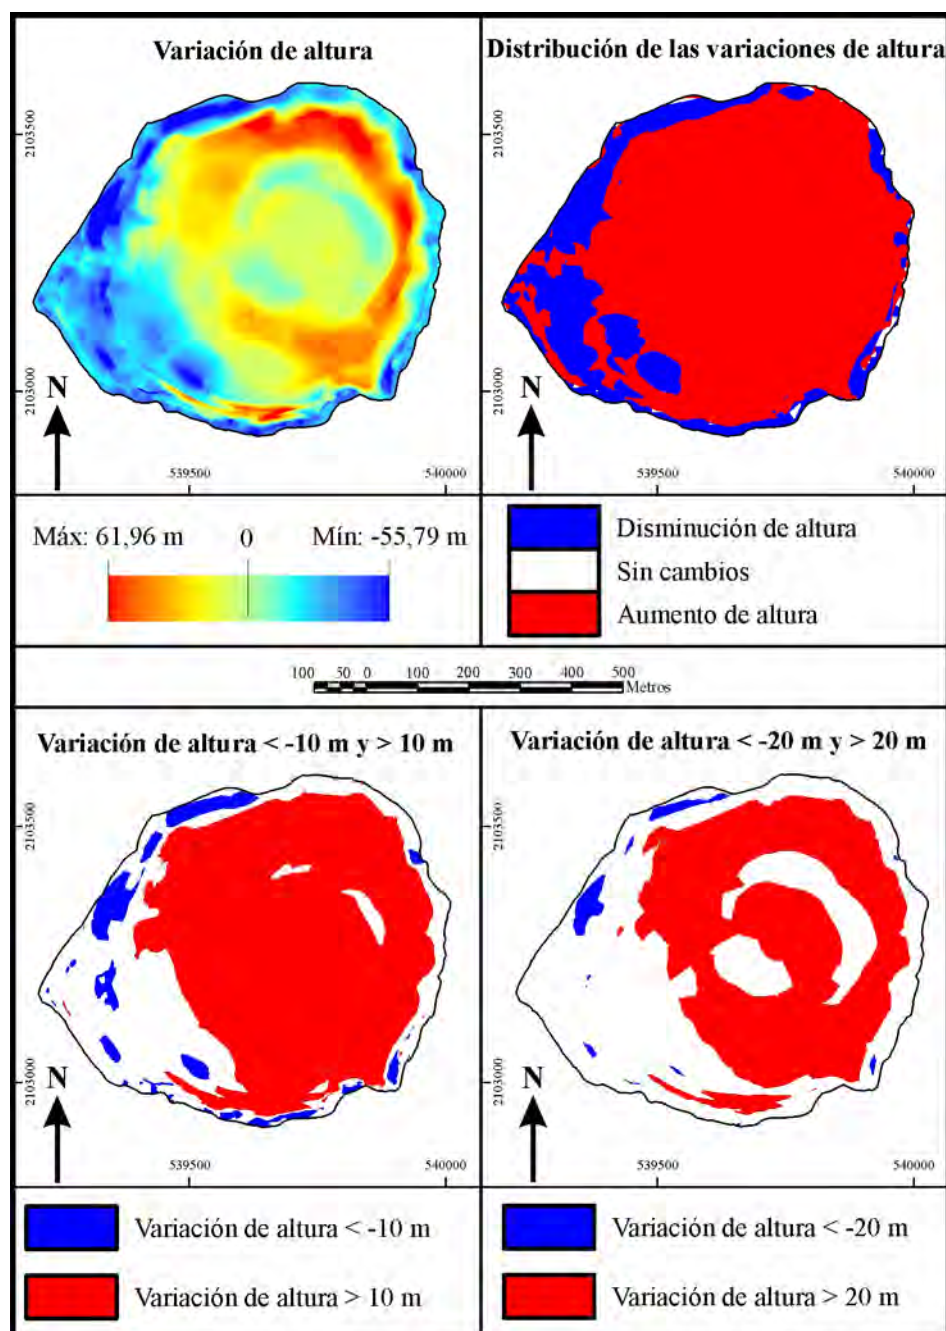 Variación de altura
2103500
2103000
N
539500
540000
Distribución de las variaciones de altura
2103500
2103000
N
539500
540000
Máx: 61,96 m 0 Mín: -55,79 m
Disminución de altura
Sin cambios
Aumento de altura
100 50 0 100 200 300 400 500
Metros
Variación de altura < -10 m y > 10 m
2103500
2103000
N
539500
540000
Variación de altura < -20 m y > 20 m
2103500
2103000
N
539500
540000
Variación de altura < -10 m
Variación de altura > 10 m
Variación de altura < -20 m
Variación de altura > 20 m